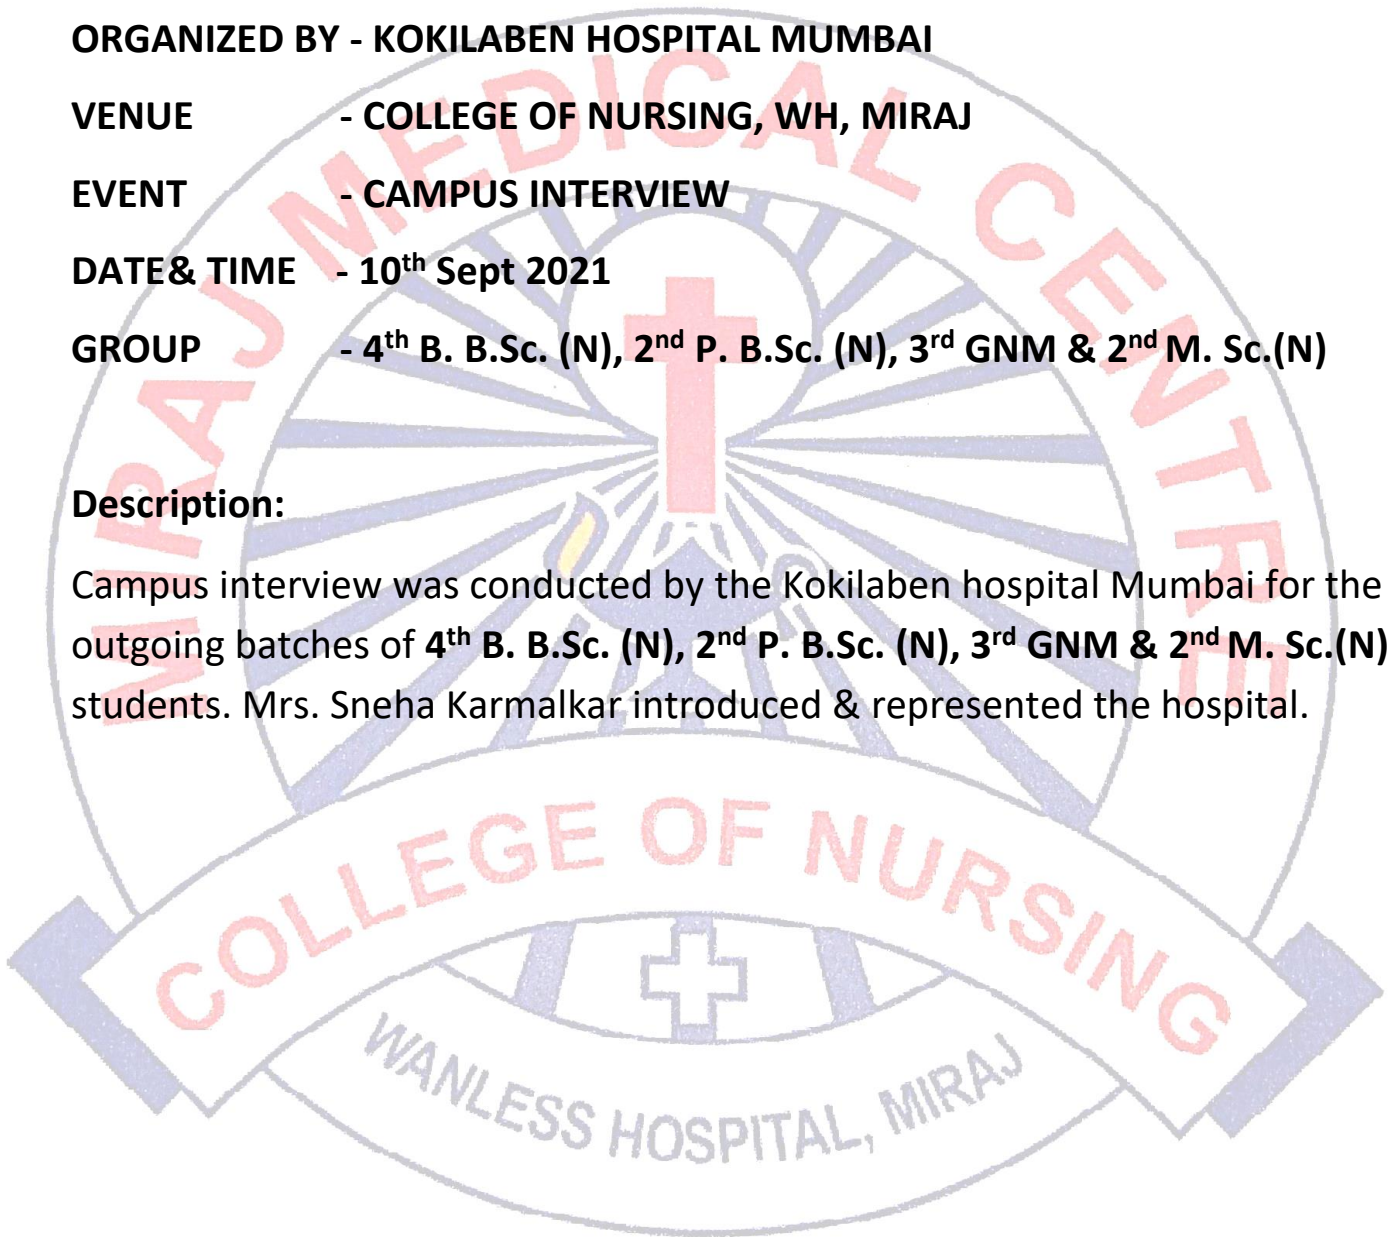 ORGANIZED BY - KOKILABEN HOSPITAL MUMBAI
VENUE - COLLEGE OF NURSING, WH, MIRAJ
EVENT - CAMPUS INTERVIEW
DATE& TIME - 10th Sept 2021
GROUP - 4th B. B.Sc. (N), 2nd P. B.Sc. (N), 3rd GNM & 2nd M. Sc.(N)
Description:
Campus interview was conducted by the Kokilaben hospital Mumbai for the
outgoing batches of 4th B. B.Sc. (N), 2nd P. B.Sc. (N), 3rd GNM & 2nd M. Sc.(N)
students. Mrs. Sneha Karmalkar introduced & represented the hospital.
MIRAJ MEDICAL CENTRE
COLLEGE OF NURSING
WANLESS HOSPITAL, MIRAJ